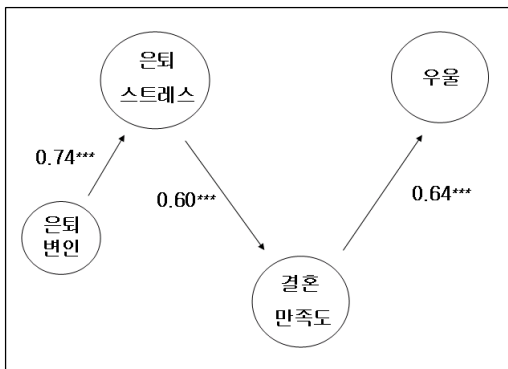 은퇴
스트레스
우울
0.74***
0.60***
0.64***
은퇴
변인
결혼
만족도